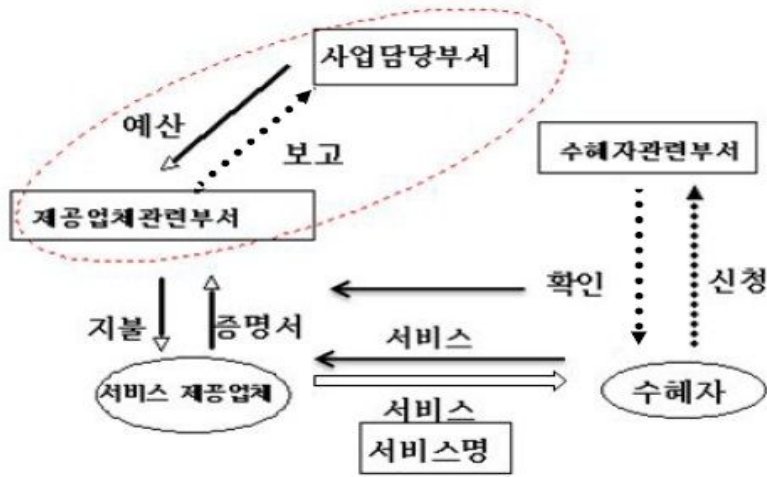 사업담당부서
예산
보고
수혜자관련부서
제공업체관련부서
확인
신청
지불
증명서
서비스
서비스 제공업체
수혜자
서비스
서비스명